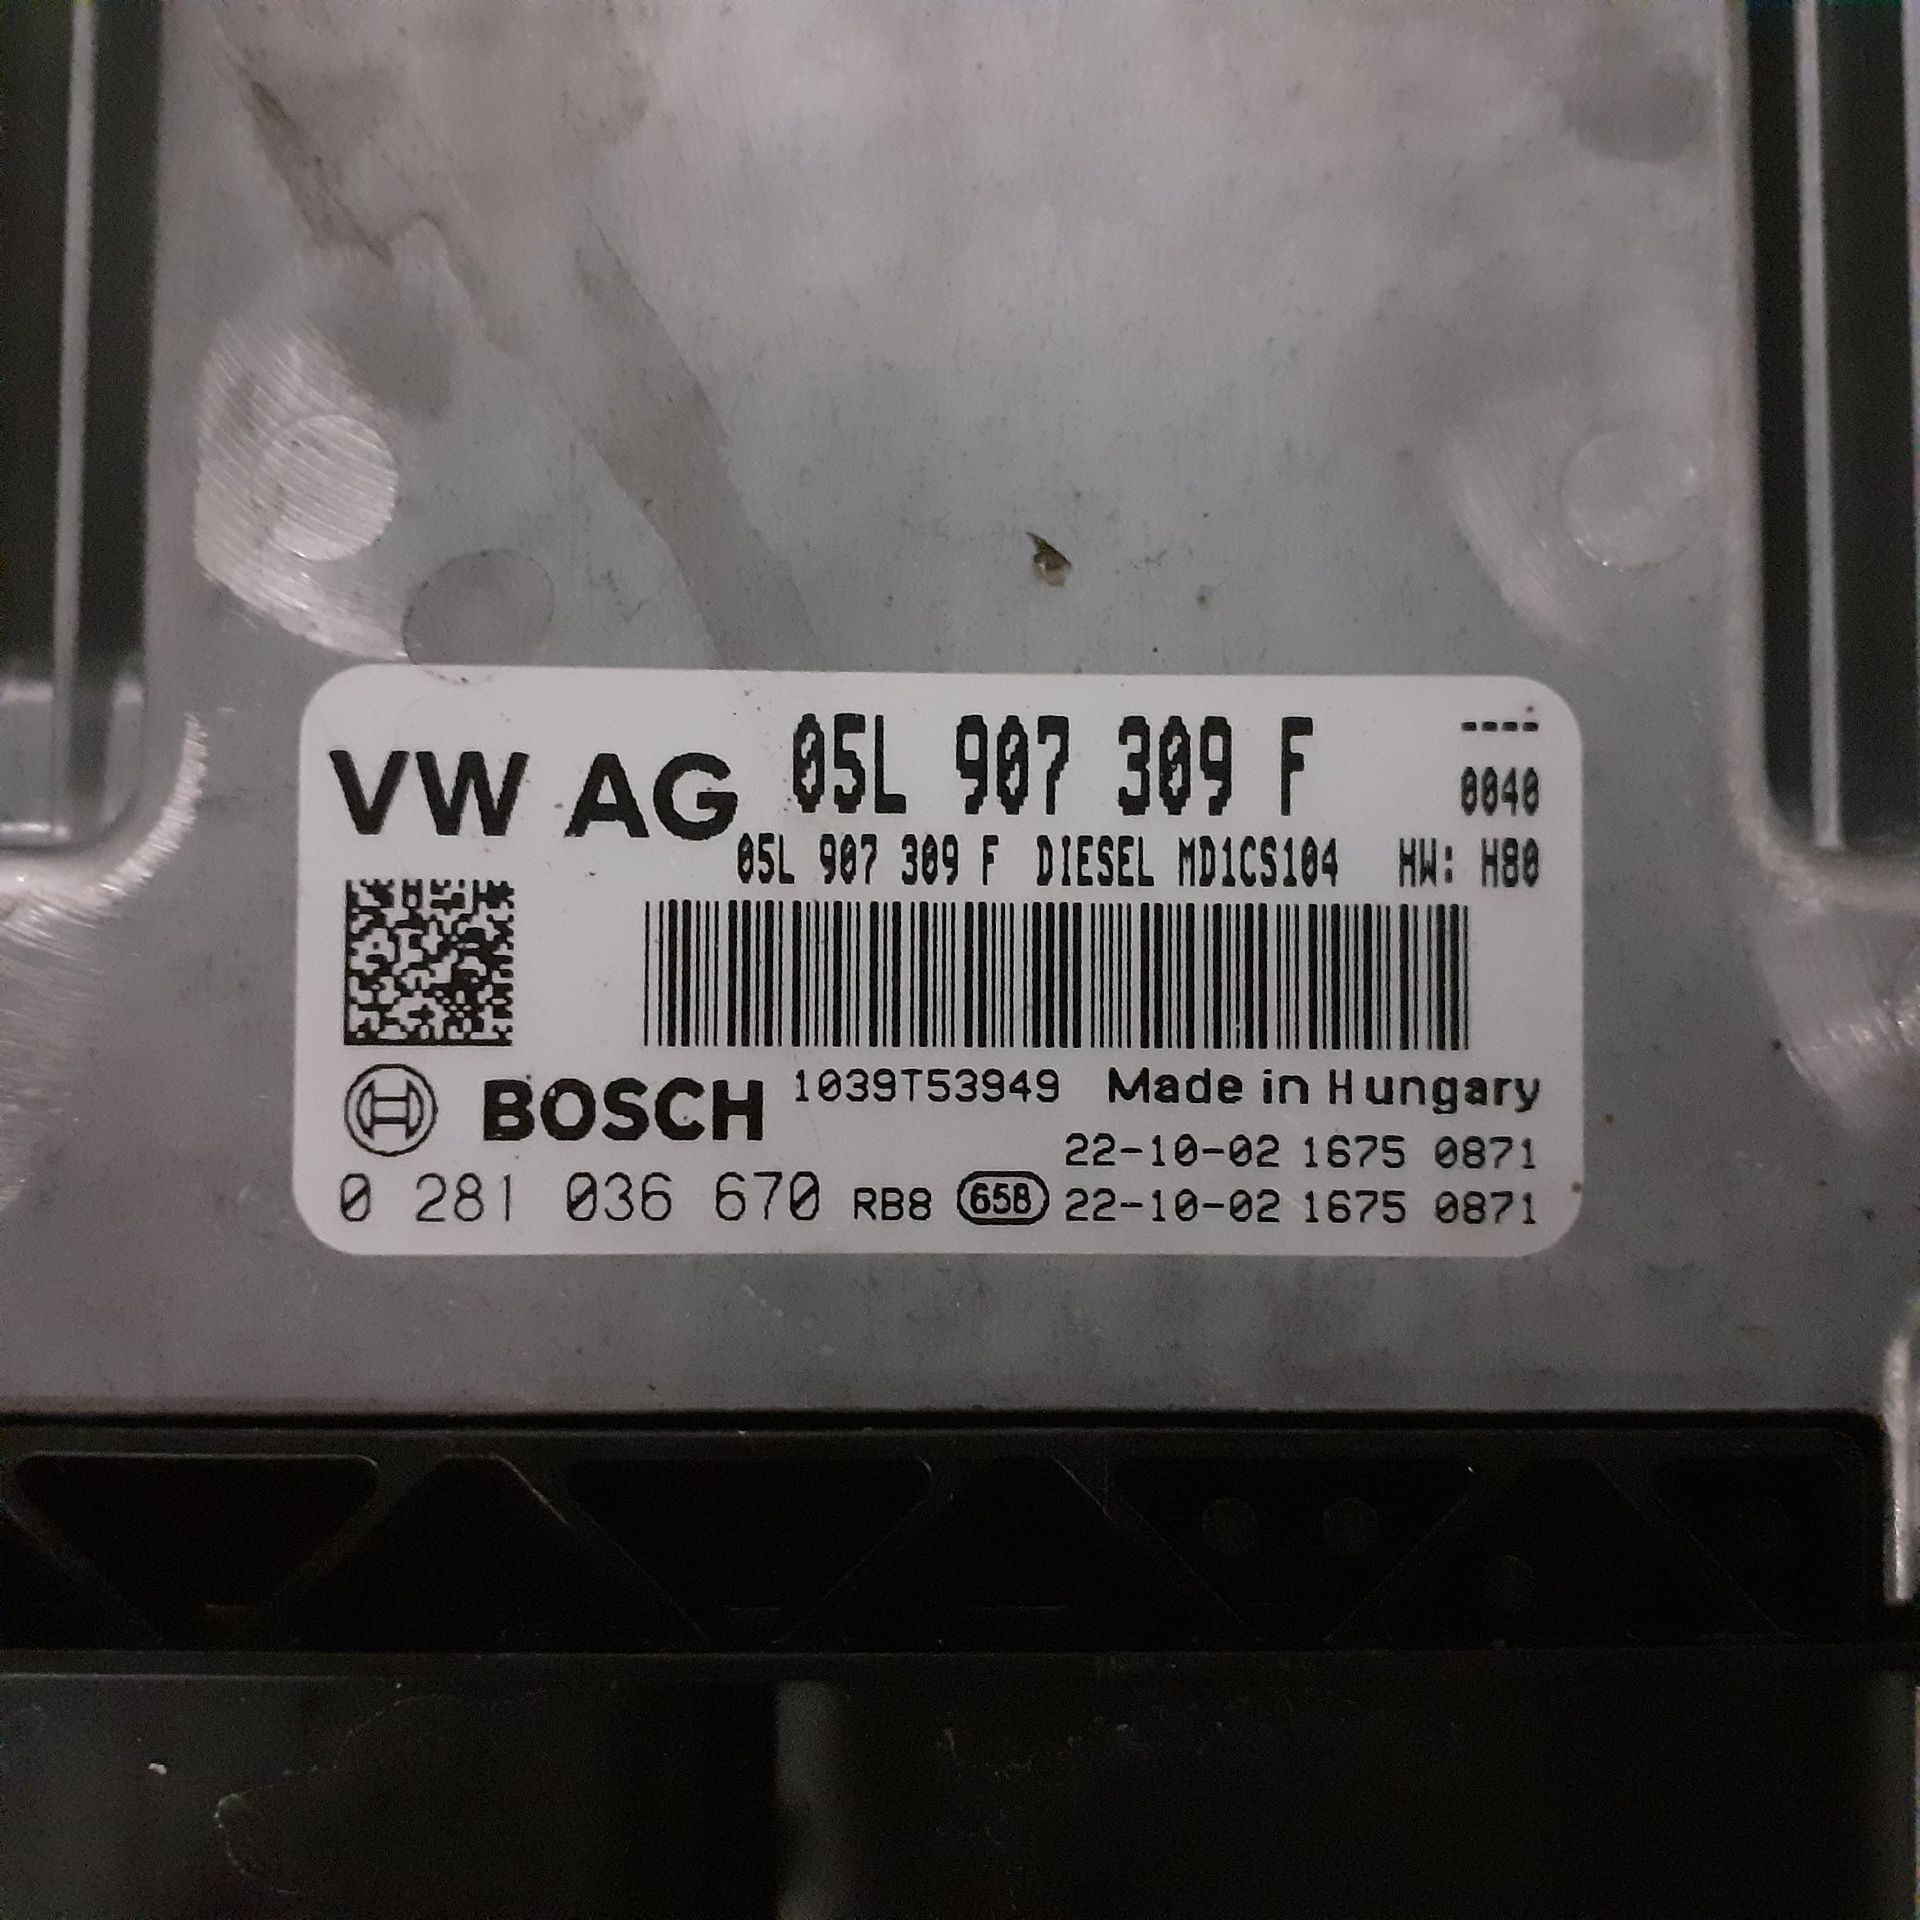 VW AG 05L 907 309 F ----
0040
05L 907 309 F DIESEL MD1CS104 HW: H80
BOSCH 1039T53949 Made in Hungary
22-10-02 1675 0871
0 281 036 670 RB8 658 22-10-02 1675 0871